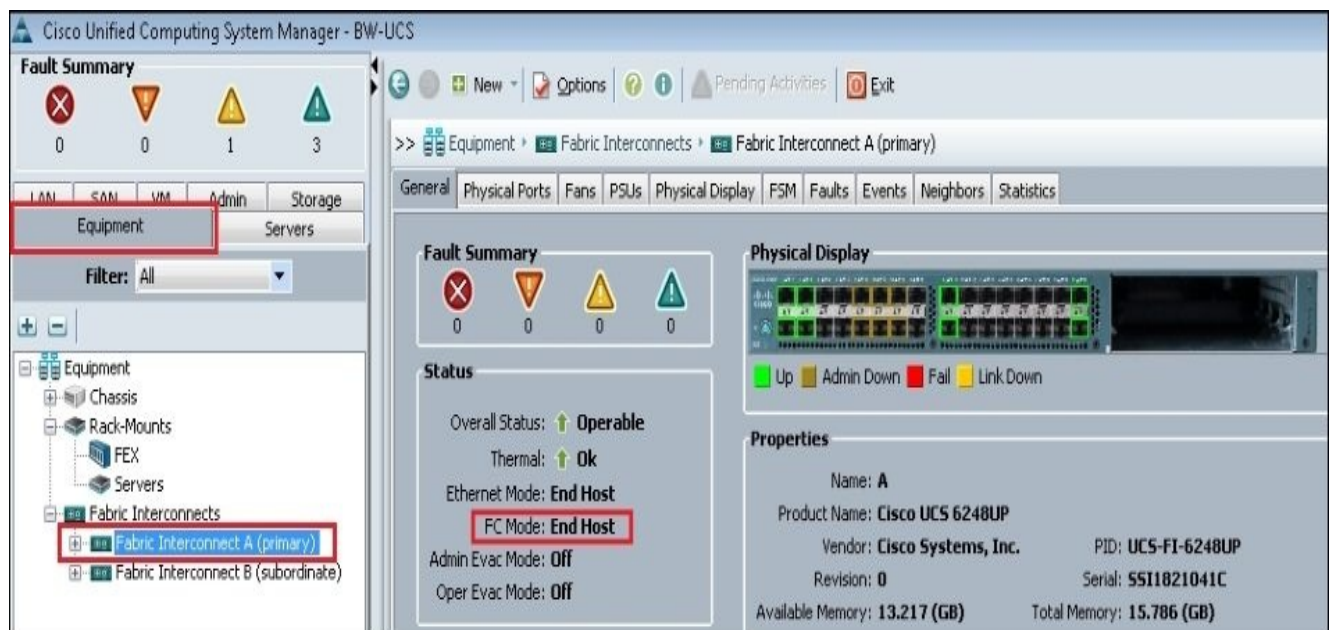 Cisco Unified Computing System Manager - BW-UCS
Fault Summary
0 0 1 3
New Options Pending Activities Exit
>> Equipment Fabric Interconnects Fabric Interconnect A (primary)
LAN SAN VM Admin Storage
Equipment Servers
Filter: All
Equipment
Chassis
Rack-Mounts
FEX
Servers
Fabric Interconnects
Fabric Interconnect A (primary)
Fabric Interconnect B (subordinate)
General Physical Ports Fans PSUs Physical Display FSM Faults Events Neighbors Statistics
Fault Summary
0 0 0 0
Status
Overall Status: Operable
Thermal: Ok
Ethernet Mode: End Host
FC Mode: End Host
Admin Evac Mode: Off
Oper Evac Mode: Off
Physical Display
Up Admin Down Fail Link Down
Properties
Name: A
Product Name: Cisco UCS 6248UP
Vendor: Cisco Systems, Inc. PID: UCS-FI-6248UP
Revision: 0 Serial: SSI1821041C
Available Memory: 13.217 (GB) Total Memory: 15.786 (GB)